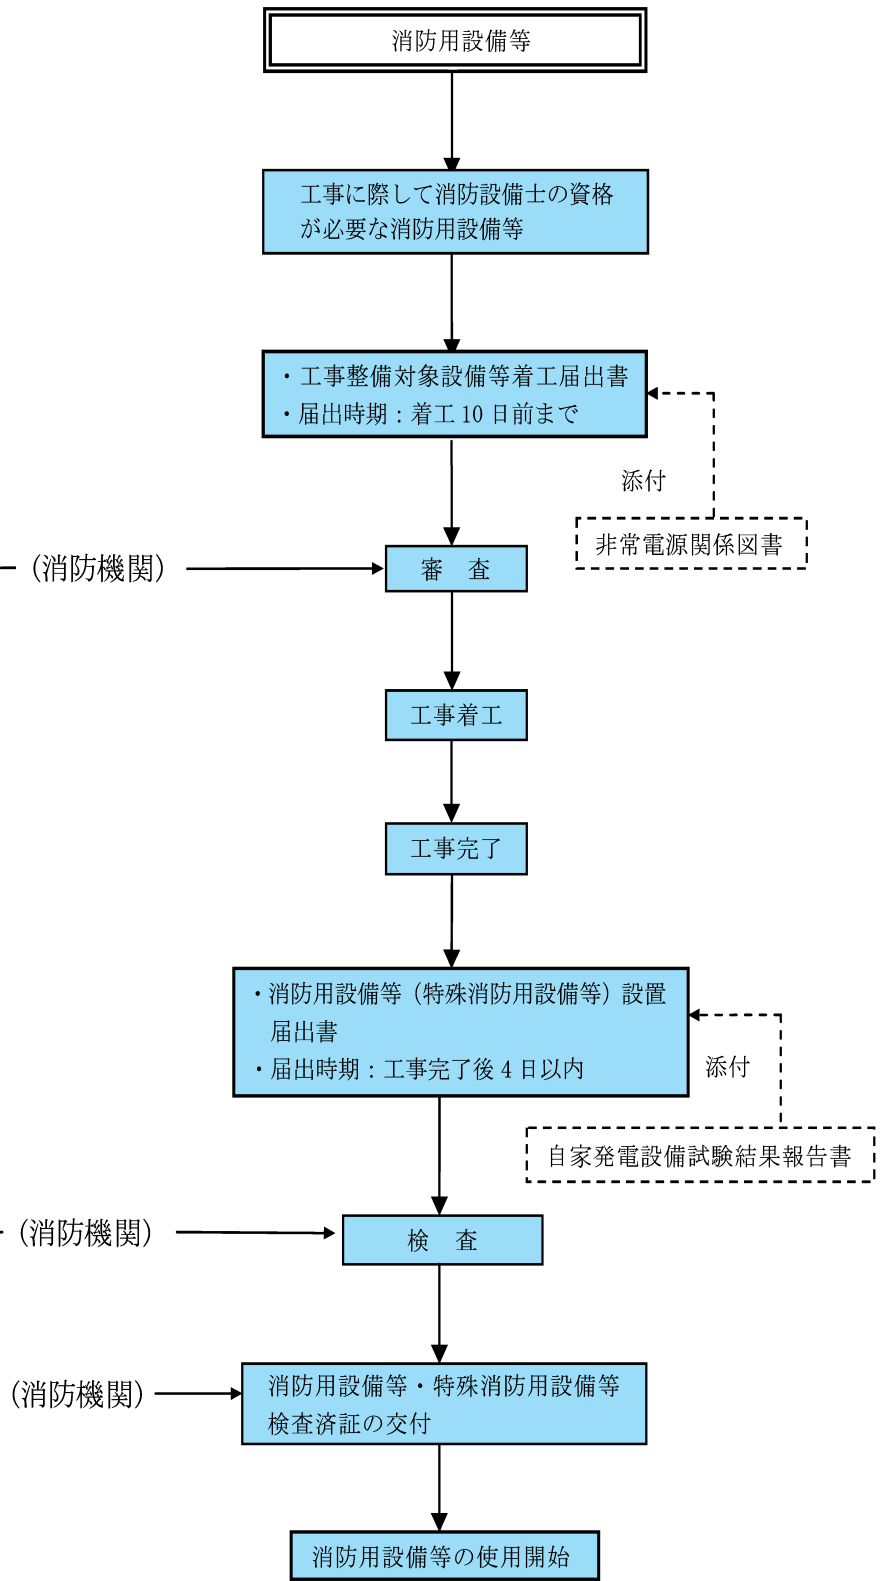 消防用設備等
工事に際して消防設備士の資格
が必要な消防用設備等
・工事整備対象設備等着工届出書
・届出時期：着工 10 日前まで
添付
非常電源関係図書
（消防機関）
審　査
工事着工
工事完了
・消防用設備等（特殊消防用設備等）設置
届出書
・届出時期：工事完了後 4 日以内
添付
自家発電設備試験結果報告書
（消防機関）
検　査
（消防機関）
消防用設備等・特殊消防用設備等
検査済証の交付
消防用設備等の使用開始